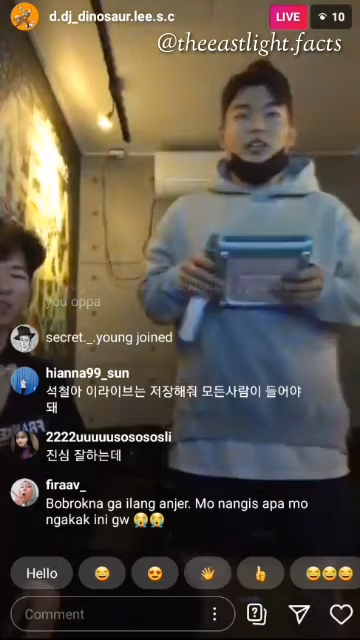 d.dj_dinosaur.lee.s.c
LIVE
10
@theeastlight.facts
you oppa
secret._.young joined
hianna99_sun
석철아 이라이브는 저장해줘 모든사람이 들어야
돼
2222uuuuusosososli
진심 잘하는데
firaav_
Bobrokna ga ilang anjer. Mo nangis apa mo
ngakak ini gw 😭😭
Hello
Comment